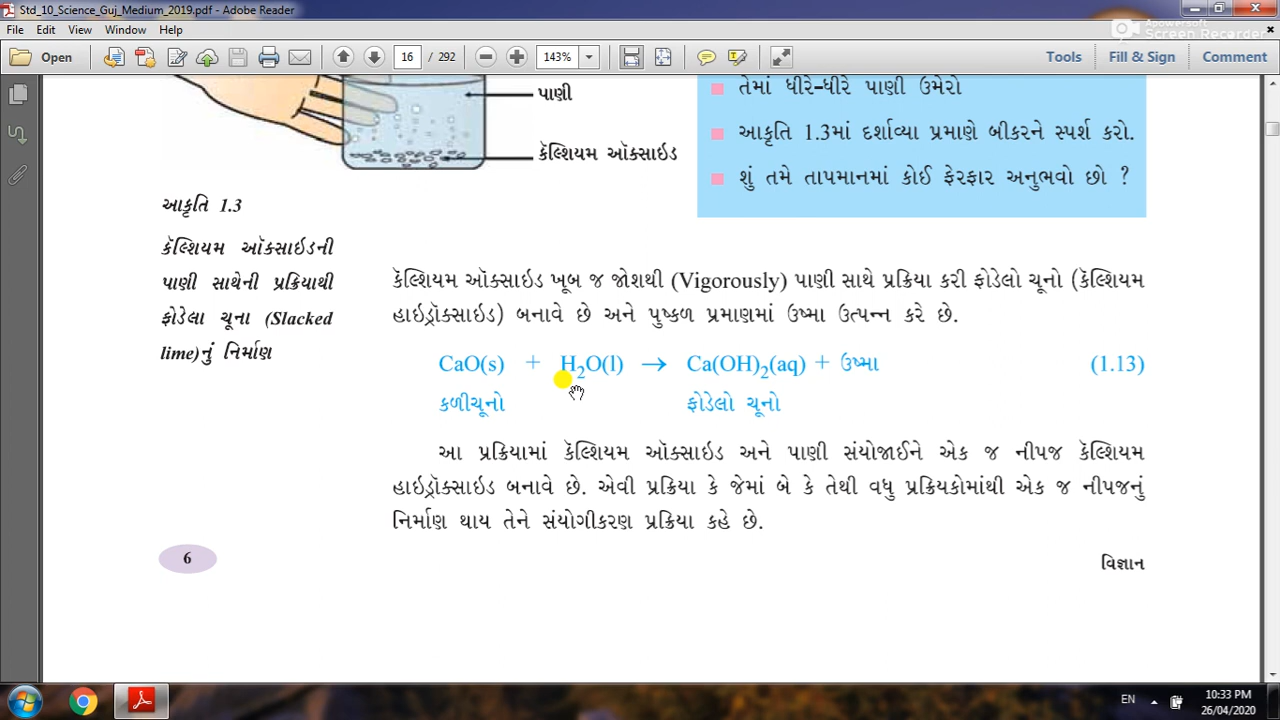 Std_10_Science_Guj_Medium_2019.pdf - Adobe Reader
File Edit View Window Help
Apowersoft
Screen Recorder
Open 16 / 292 143% Tools Fill & Sign Comment
પાણી
કૅલ્શિયમ ઑક્સાઇડ
તેમાં ધીરે-ધીરે પાણી ઉમેરો
આકૃતિ 1.3માં દર્શાવ્યા પ્રમાણે બીકરને સ્પર્શ કરો.
શું તમે તાપમાનમાં કોઈ ફેરફાર અનુભવો છો ?
આકૃતિ 1.3
કૅલ્શિયમ ઑક્સાઇડની
પાણી સાથેની પ્રક્રિયાથી
ફોડેલા ચૂના (Slacked
lime)નું નિર્માણ
કૅલ્શિયમ ઑક્સાઇડ ખૂબ જ જોશથી (Vigorously) પાણી સાથે પ્રક્રિયા કરી ફોડેલો ચૂનો (કૅલ્શિયમ
હાઇડ્રૉક્સાઇડ) બનાવે છે અને પુષ્કળ પ્રમાણમાં ઉષ્મા ઉત્પન્ન કરે છે.
CaO(s) + H₂O(l) → Ca(OH)₂(aq) + ઉષ્મા (1.13)
કળીચૂનો ફોડેલો ચૂનો
આ પ્રક્રિયામાં કૅલ્શિયમ ઑક્સાઇડ અને પાણી સંયોજાઈને એક જ નીપજ કૅલ્શિયમ
હાઇડ્રૉક્સાઇડ બનાવે છે. એવી પ્રક્રિયા કે જેમાં બે કે તેથી વધુ પ્રક્રિયકોમાંથી એક જ નીપજનું
નિર્માણ થાય તેને સંયોગીકરણ પ્રક્રિયા કહે છે.
6
વિજ્ઞાન
EN 10:33 PM
26/04/2020